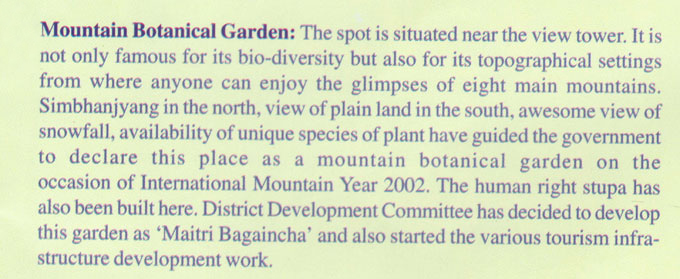 Mountain Botanical Garden: The spot is situated near the view tower. It is
not only famous for its bio-diversity but also for its topographical settings
from where anyone can enjoy the glimpses of eight main mountains.
Simbhanjyang in the north, view of plain land in the south, awesome view of
snowfall, availability of unique species of plant have guided the government
to declare this place as a mountain botanical garden on the
occasion of International Mountain Year 2002. The human right stupa has
also been built here. District Development Committee has decided to develop
this garden as ‘Maitri Bagaincha’ and also started the various tourism infra-
structure development work.